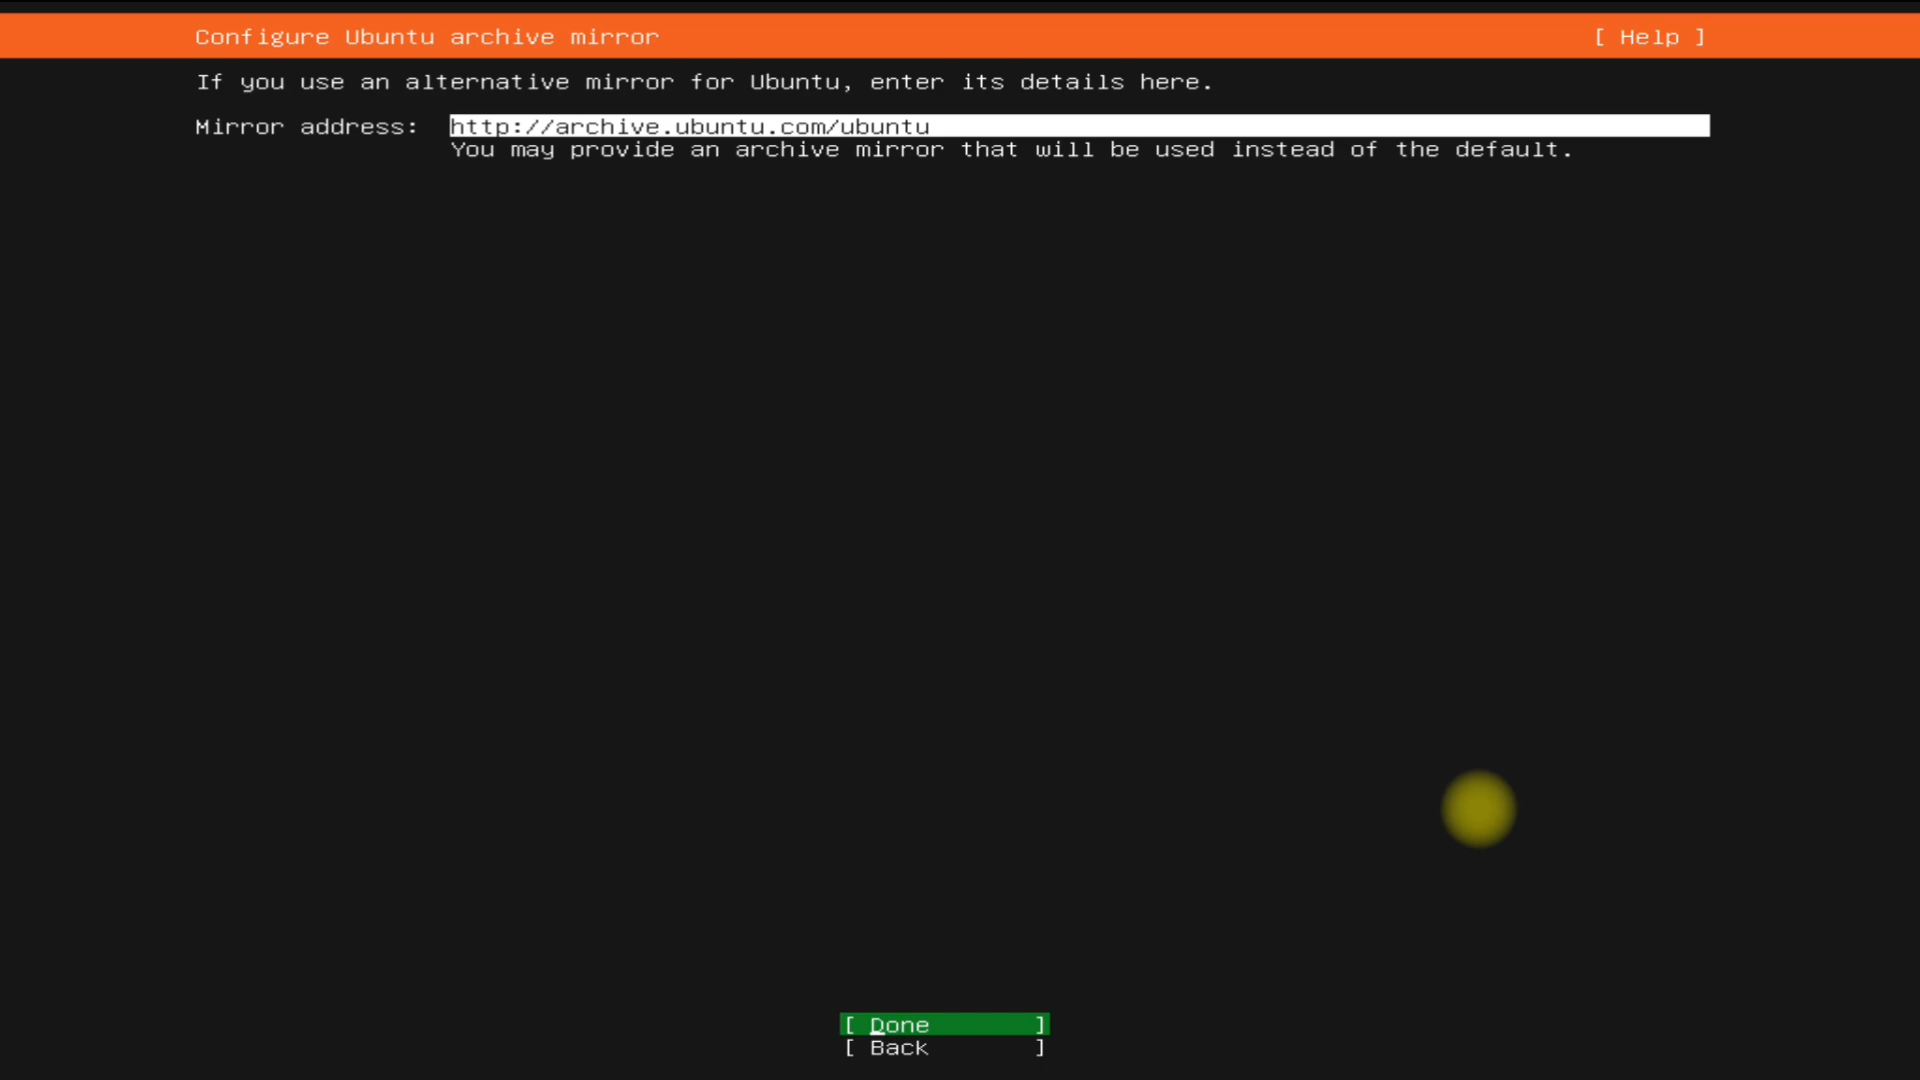 Configure Ubuntu archive mirror [ Help ]
If you use an alternative mirror for Ubuntu, enter its details here.
Mirror address: http://archive.ubuntu.com/ubuntu
You may provide an archive mirror that will be used instead of the default.
[ Done ]
[ Back ]